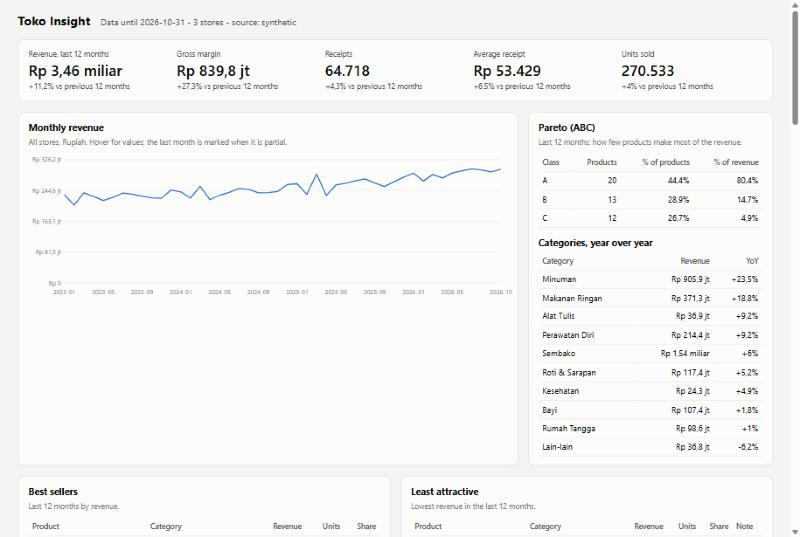 Toko Insight Data until 2026-10-31 - 3 stores - source: synthetic
Revenue, last 12 months
Rp 3,46 miliar
+11,2% vs previous 12 months
Gross margin
Rp 839,8 jt
+27,3% vs previous 12 months
Receipts
64.718
+4,3% vs previous 12 months
Average receipt
Rp 53.429
+6,5% vs previous 12 months
Units sold
270.533
+4% vs previous 12 months
Monthly revenue
All stores, Rupiah. Hover for values; the last month is marked when it is partial.
Rp 326,2 jt
Rp 244,6 jt
Rp 163,1 jt
Rp 81,5 jt
Rp 0
2023-01 2023-05 2023-09 2024-01 2024-05 2024-09 2025-01 2025-05 2025-09 2026-01 2026-05 2026-10
Pareto (ABC)
Last 12 months: how few products make most of the revenue.
Class Products % of products % of revenue
A 20 44.4% 80.4%
B 13 28.9% 14.7%
C 12 26.7% 4.9%
Categories, year over year
Category Revenue YoY
Minuman Rp 905,9 jt +23,5%
Makanan Ringan Rp 371,3 jt +18,8%
Alat Tulis Rp 36,9 jt +9,2%
Perawatan Diri Rp 214,4 jt +9,2%
Sembako Rp 1,54 miliar +6%
Roti & Sarapan Rp 117,4 jt +5,2%
Kesehatan Rp 24,3 jt +4,9%
Bayi Rp 107,4 jt +1,8%
Rumah Tangga Rp 98,6 jt +1%
Lain-lain Rp 36,8 jt -6,2%
Best sellers
Last 12 months by revenue.
Product Category Revenue Units Share
Least attractive
Lowest revenue in the last 12 months.
Product Category Revenue Units Share Note